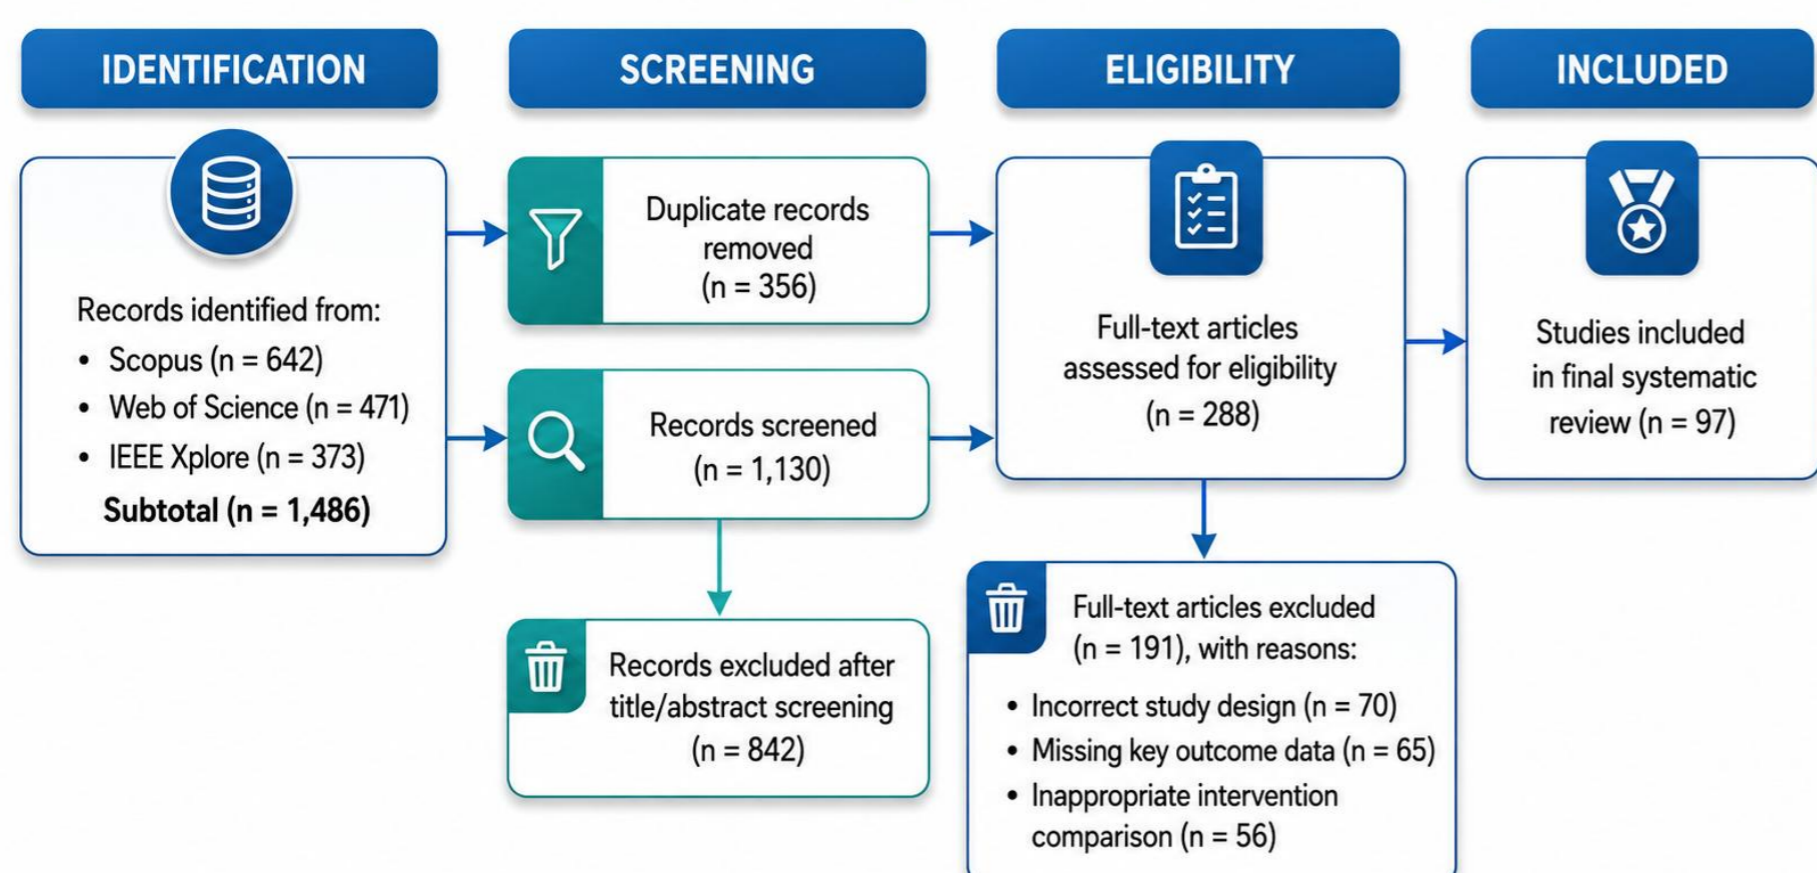 IDENTIFICATION
Records identified from:
• Scopus (n = 642)
• Web of Science (n = 471)
• IEEE Xplore (n = 373)
Subtotal (n = 1,486)
SCREENING
Duplicate records
removed
(n = 356)
Records screened
(n = 1,130)
Records excluded after
title/abstract screening
(n = 842)
ELIGIBILITY
Full-text articles
assessed for eligibility
(n = 288)
Full-text articles excluded
(n = 191), with reasons:
• Incorrect study design (n = 70)
• Missing key outcome data (n = 65)
• Inappropriate intervention
comparison (n = 56)
INCLUDED
Studies included
in final systematic
review (n = 97)